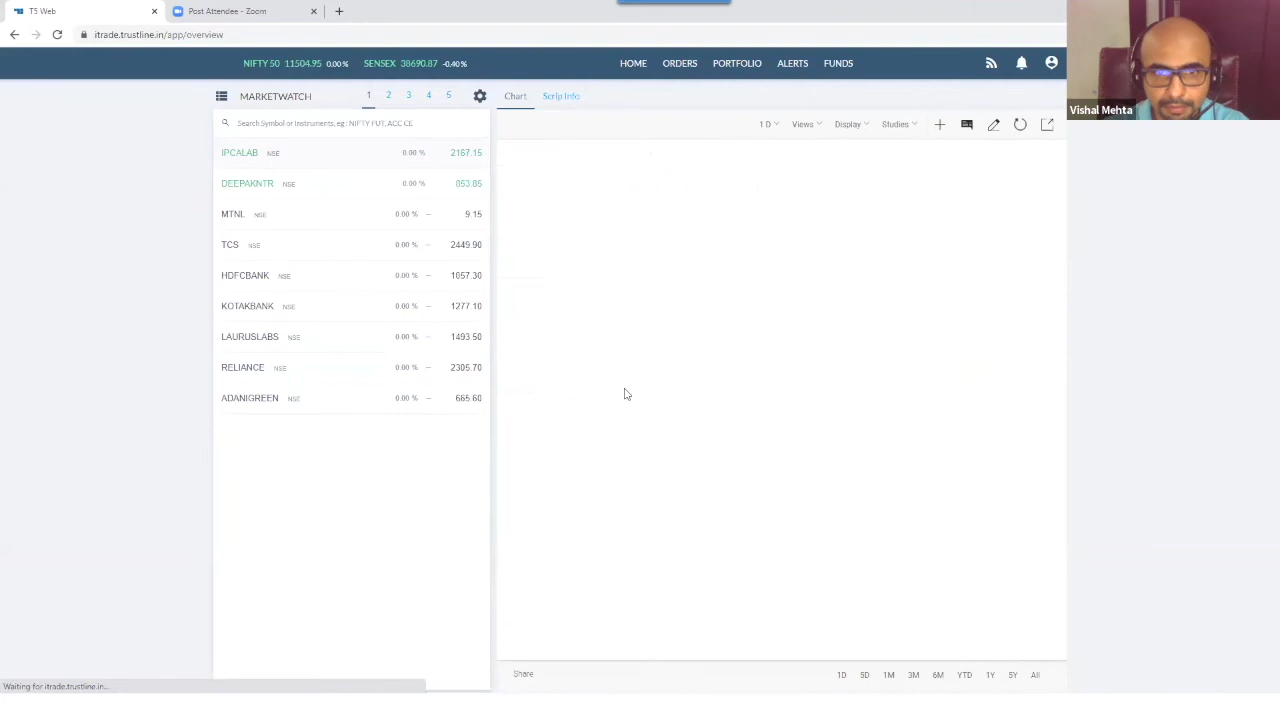 T5 Web
Post Attendee - Zoom
itrade.trustline.in/app/overview
NIFTY 50 11504.95 0.00 % SENSEX 38690.87 -0.40% HOME ORDERS PORTFOLIO ALERTS FUNDS
Vishal Mehta
MARKETWATCH 1 2 3 4 5 Chart Scrip Info
Search Symbol or Instruments, eg : NIFTY FUT, ACC CE
1 D Views Display Studies
IPCALAB NSE 0.00 % 2167.15
DEEPAKNTR NSE 0.00 % 853.85
MTNL NSE 0.00 % – 9.15
TCS NSE 0.00 % – 2449.90
HDFCBANK NSE 0.00 % – 1057.30
KOTAKBANK NSE 0.00 % – 1277.10
LAURUSLABS NSE 0.00 % – 1493.50
RELIANCE NSE 0.00 % – 2305.70
ADANIGREEN NSE 0.00 % – 665.60
Share 1D 5D 1M 3M 6M YTD 1Y 5Y All
Waiting for itrade.trustline.in...